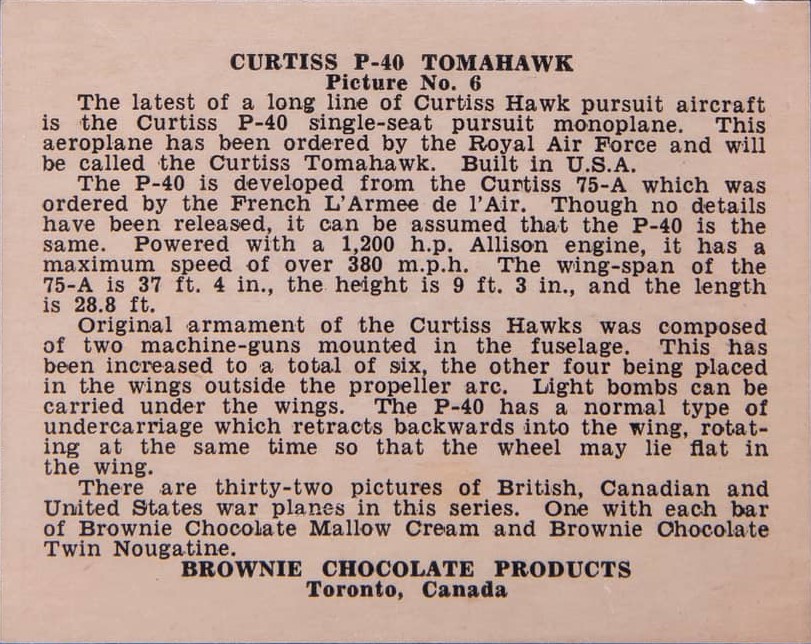 CURTISS P-40 TOMAHAWK
Picture No. 6
The latest of a long line of Curtiss Hawk pursuit aircraft
is the Curtiss P-40 single-seat pursuit monoplane. This
aeroplane has been ordered by the Royal Air Force and will
be called the Curtiss Tomahawk. Built in U.S.A.
The P-40 is developed from the Curtiss 75-A which was
ordered by the French L'Armee de l'Air. Though no details
have been released, it can be assumed that the P-40 is the
same. Powered with a 1,200 h.p. Allison engine, it has a
maximum speed of over 380 m.p.h. The wing-span of the
75-A is 37 ft. 4 in., the height is 9 ft. 3 in., and the length
is 28.8 ft.
Original armament of the Curtiss Hawks was composed
of two machine-guns mounted in the fuselage. This has
been increased to a total of six, the other four being placed
in the wings outside the propeller arc. Light bombs can be
carried under the wings. The P-40 has a normal type of
undercarriage which retracts backwards into the wing, rotat-
ing at the same time so that the wheel may lie flat in
the wing.
There are thirty-two pictures of British, Canadian and
United States war planes in this series. One with each bar
of Brownie Chocolate Mallow Cream and Brownie Chocolate
Twin Nougatine.
BROWNIE CHOCOLATE PRODUCTS
Toronto, Canada